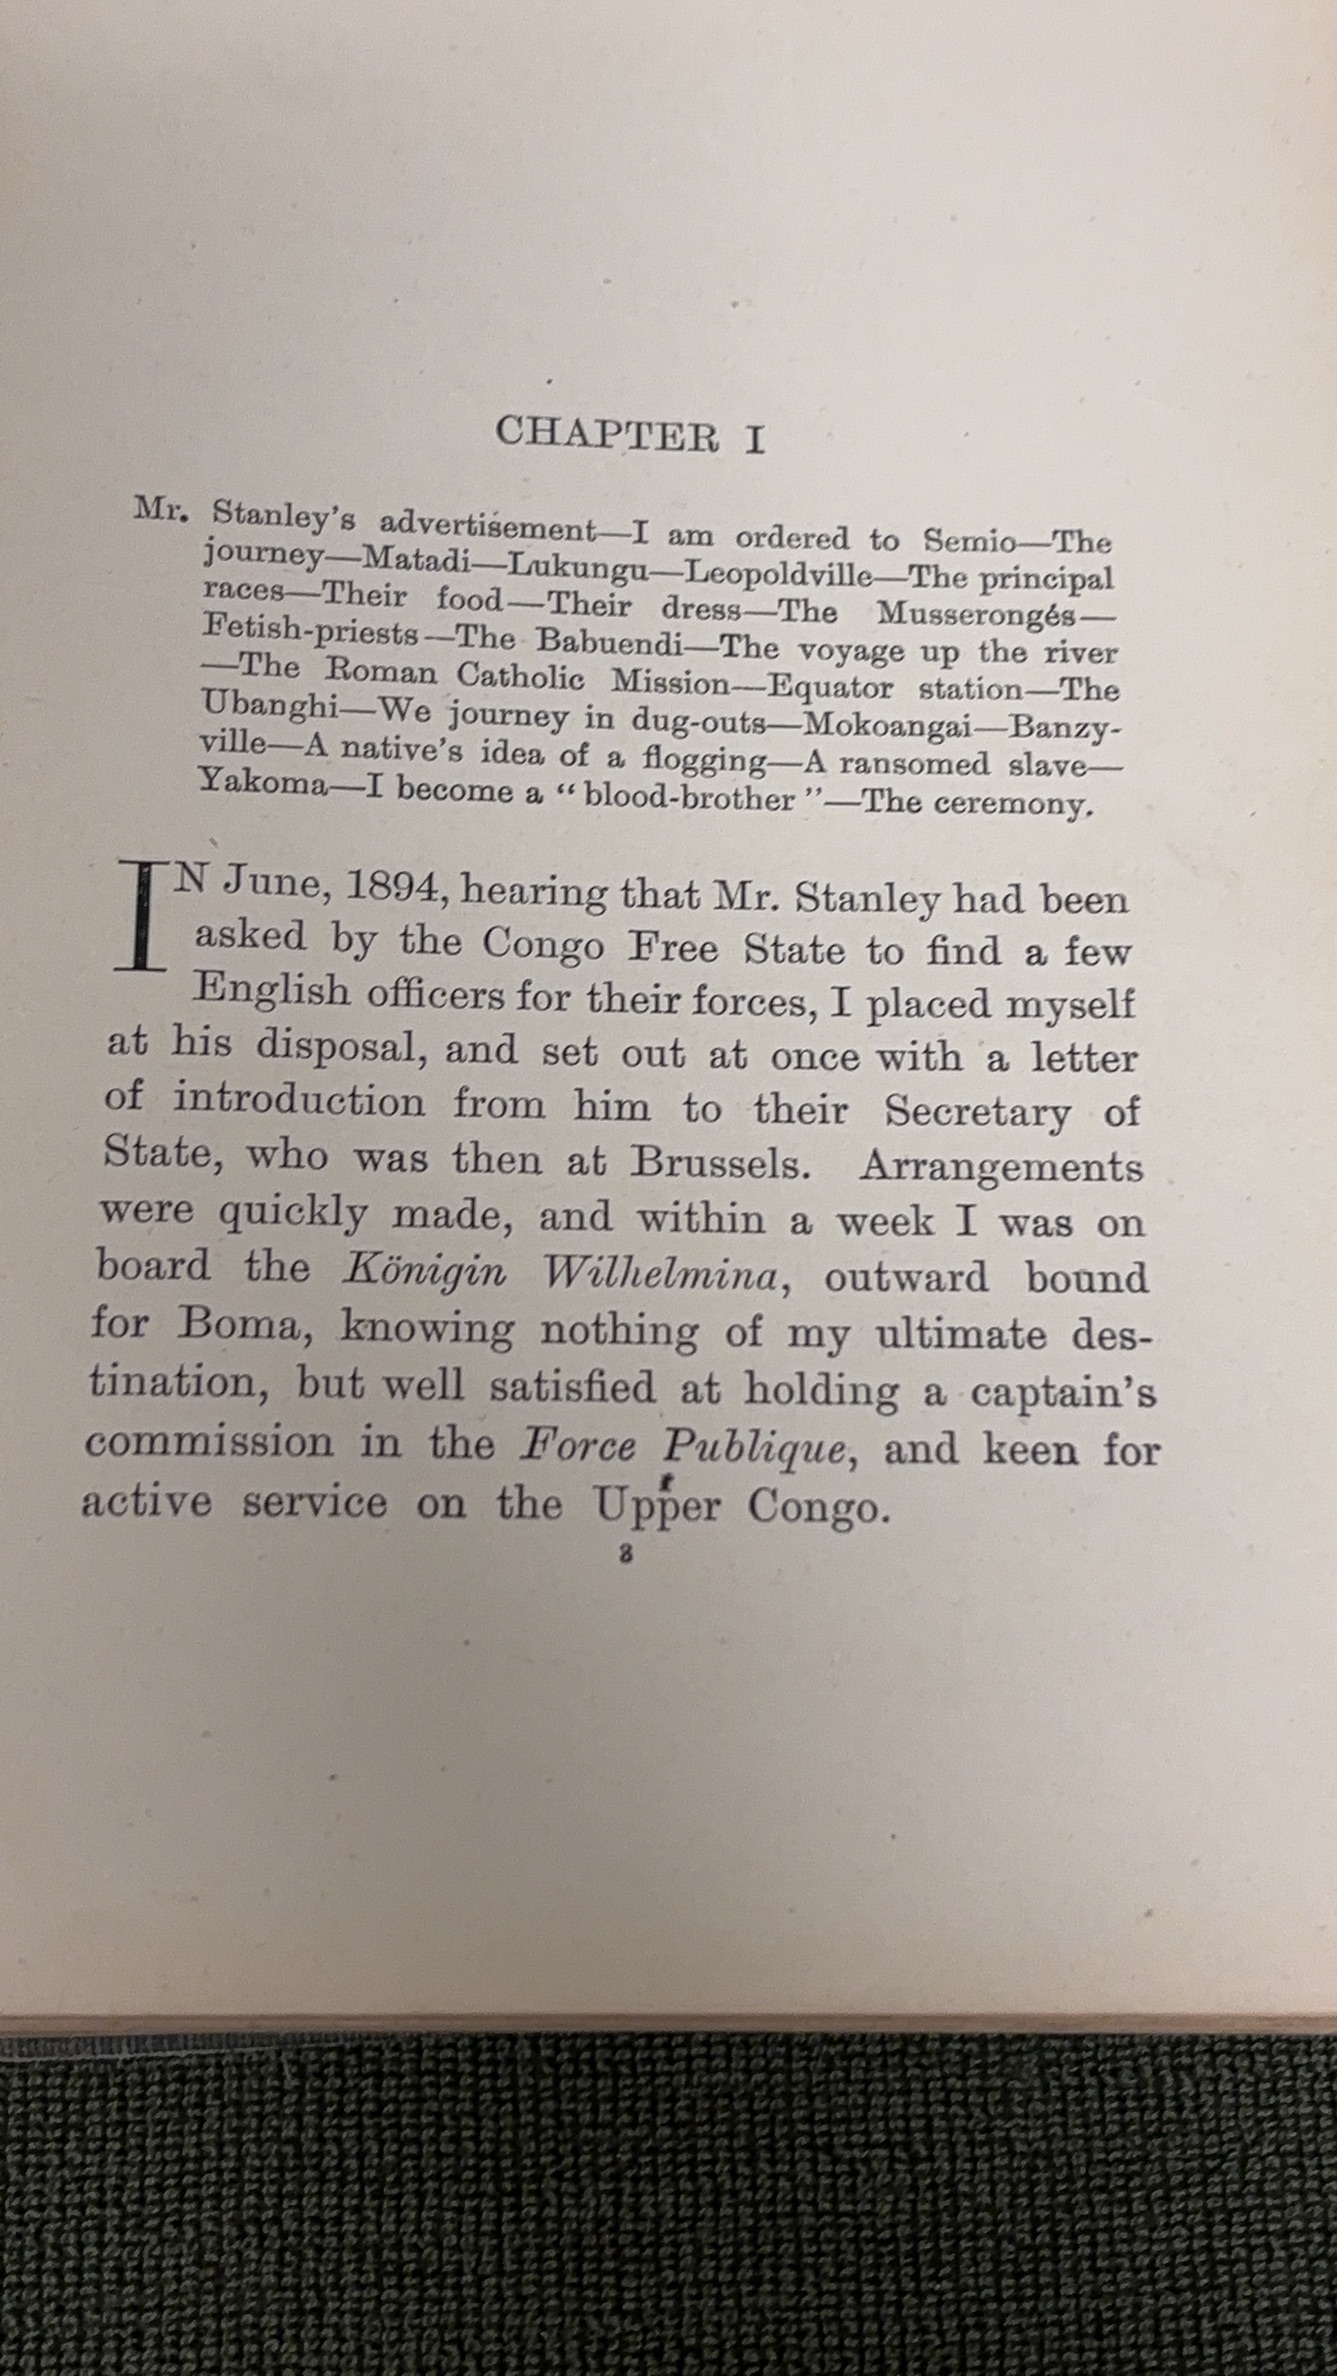 CHAPTER I
Mr. Stanley's advertisement—I am ordered to Semio—The
journey—Matadi—Lukungu—Leopoldville—The principal
races—Their food—Their dress—The Musserongés—
Fetish-priests—The Babuendi—The voyage up the river
—The Roman Catholic Mission—Equator station—The
Ubanghi—We journey in dug-outs—Mokoangai—Banzy-
ville—A native's idea of a flogging—A ransomed slave—
Yakoma—I become a “blood-brother”—The ceremony.
IN June, 1894, hearing that Mr. Stanley had been
asked by the Congo Free State to find a few
English officers for their forces, I placed myself
at his disposal, and set out at once with a letter
of introduction from him to their Secretary of
State, who was then at Brussels. Arrangements
were quickly made, and within a week I was on
board the Königin Wilhelmina, outward bound
for Boma, knowing nothing of my ultimate des-
tination, but well satisfied at holding a captain's
commission in the Force Publique, and keen for
active service on the Upper Congo.
3